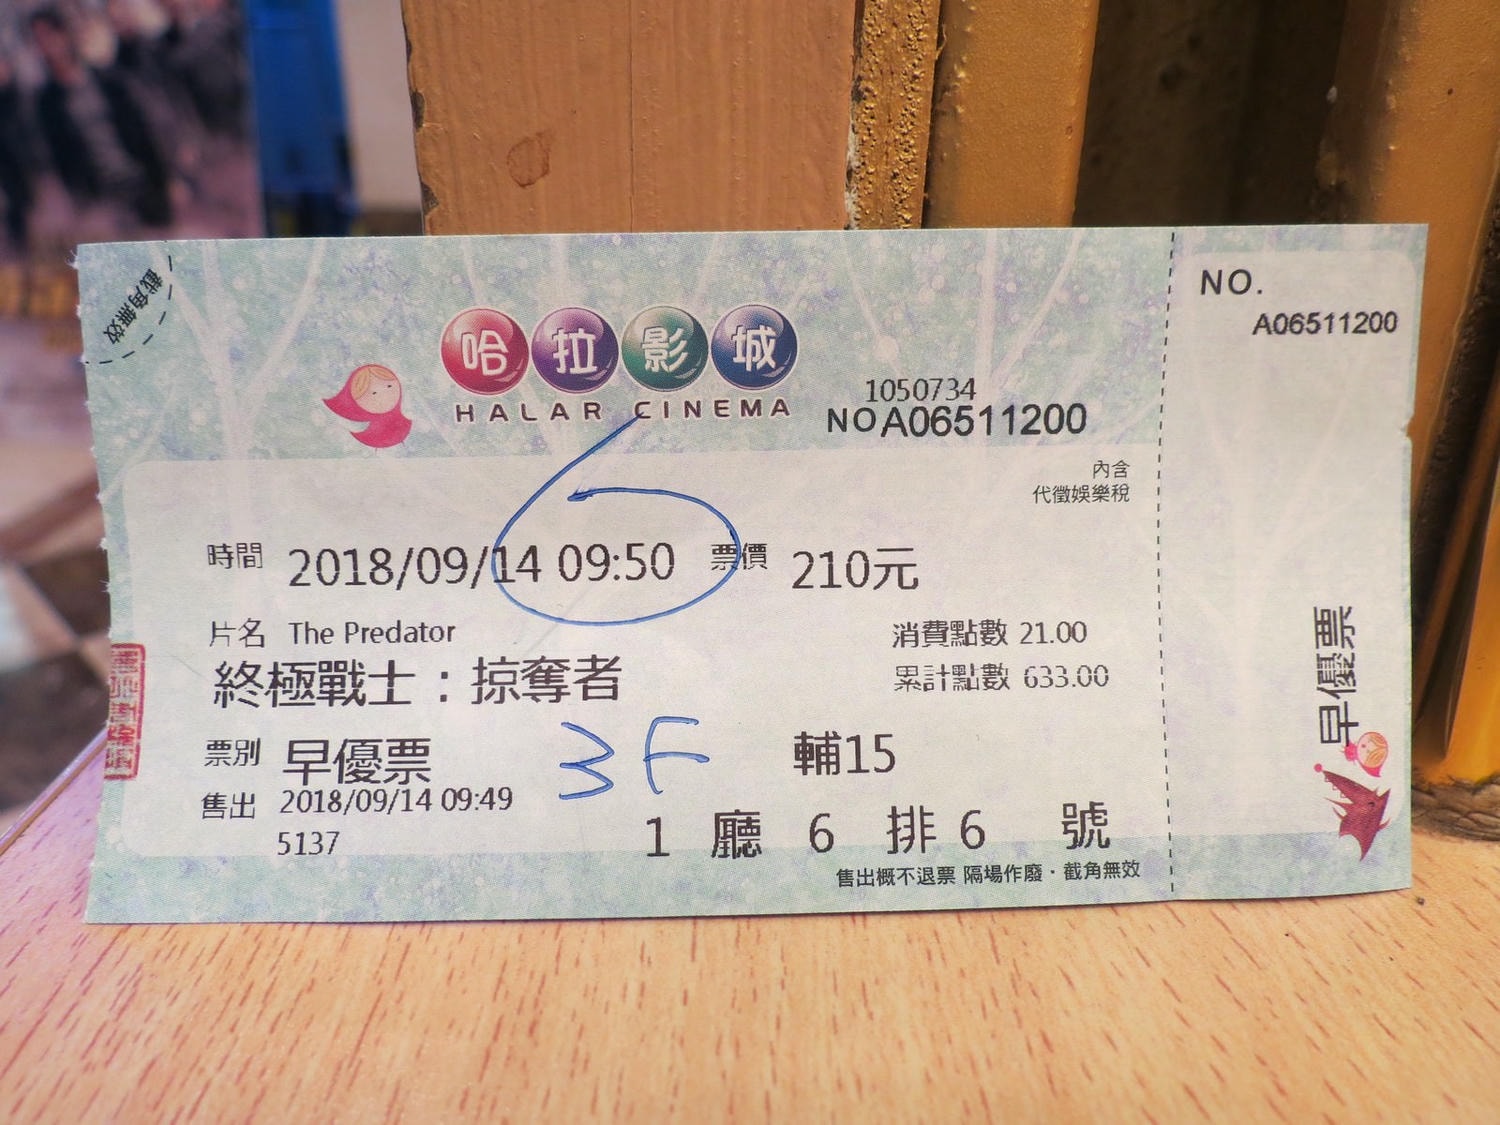 截角無效
哈拉影城
HALAR CINEMA
1050734
NO A06511200
內含
代徵娛樂稅
時間 2018/09/14 09:50 票價 210元
片名 The Predator
終極戰士：掠奪者
消費點數 21.00
累計點數 633.00
票別 早優票
3F
輔15
售出 2018/09/14 09:49
5137
1 廳 6 排 6 號
售出概不退票 隔場作廢・截角無效
NO.
A06511200
早優票